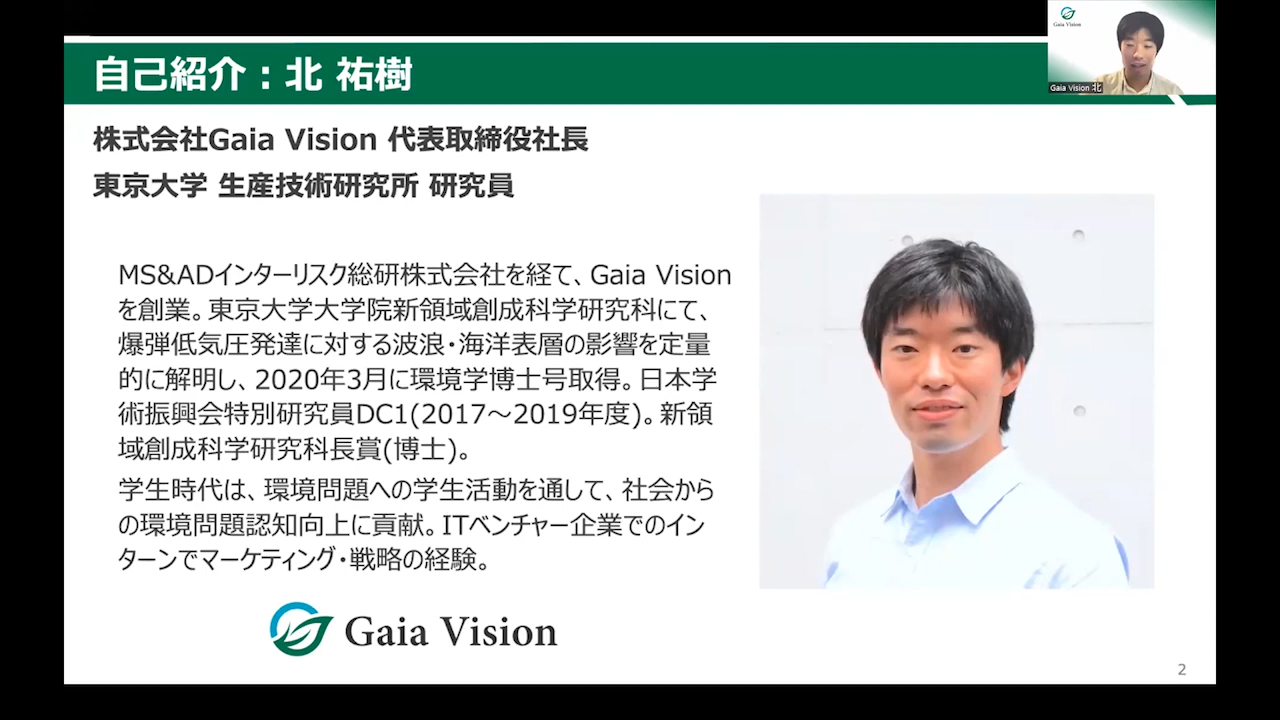 自己紹介:北 祐樹
Gaia Vision
Gaia Vision 北
株式会社Gaia Vision 代表取締役社長
東京大学 生産技術研究所 研究員
MS&ADインターリスク総研株式会社を経て、Gaia Vision
を創業。東京大学大学院新領域創成科学研究科にて、
爆弾低気圧発達に対する波浪・海洋表層の影響を定量
的に解明し、2020年3月に環境学博士号取得。日本学
術振興会特別研究員DC1(2017～2019年度)。新領
域創成科学研究科長賞(博士)。
学生時代は、環境問題への学生活動を通して、社会から
の環境問題認知向上に貢献。ITベンチャー企業でのイン
ターンでマーケティング・戦略の経験。
Gaia Vision
2